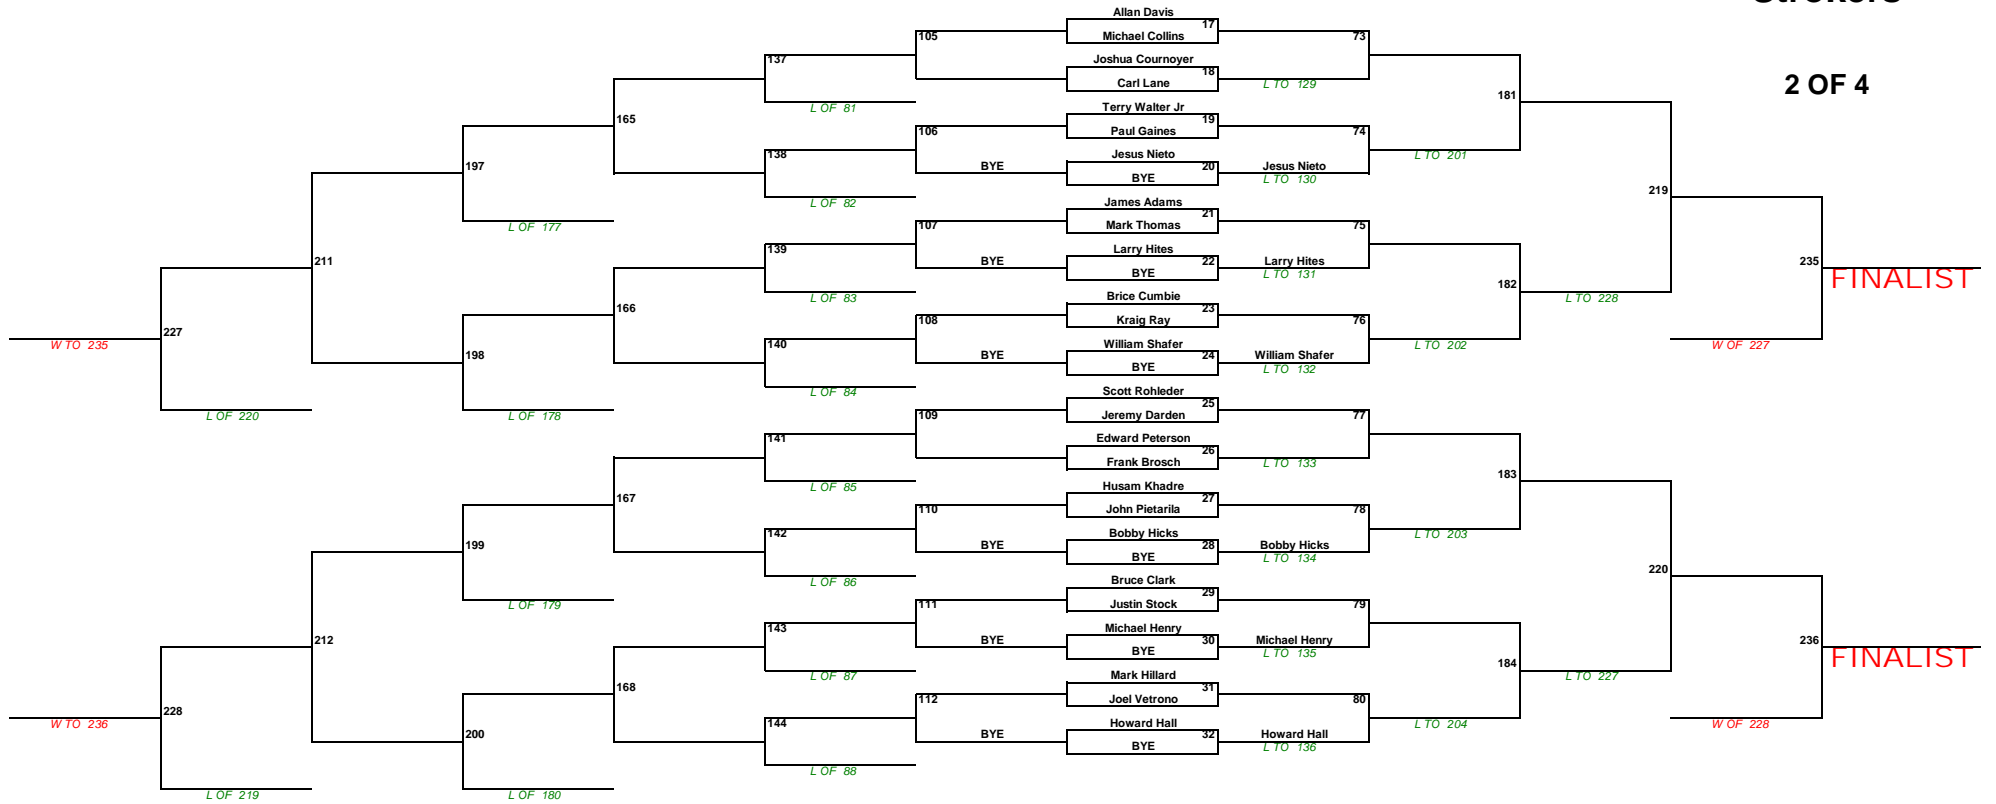 Strokers
2 OF 4
Allan Davis
17
Michael Collins
105
73
Joshua Cournoyer
18
Carl Lane
L TO 129
137
L OF 81
181
Terry Walter Jr
19
Paul Gaines
165
106
74
Jesus Nieto
20
BYE
BYE
Jesus Nieto
L TO 130
138
L TO 201
197
L OF 82
219
James Adams
21
Mark Thomas
L OF 177
107
75
Larry Hites
22
BYE
BYE
Larry Hites
L TO 131
139
211
235
FINALIST
L OF 83
182
L TO 228
Brice Cumbie
23
Kraig Ray
166
108
76
227
W TO 235
William Shafer
24
BYE
BYE
William Shafer
L TO 132
140
L TO 202
W OF 227
198
L OF 84
Scott Rohleder
25
Jeremy Darden
L OF 220
L OF 178
109
77
Edward Peterson
26
Frank Brosch
L TO 133
141
L OF 85
183
Husam Khadre
27
John Pietarila
167
110
78
Bobby Hicks
28
BYE
BYE
Bobby Hicks
L TO 134
142
L TO 203
199
L OF 86
220
Bruce Clark
29
Justin Stock
L OF 179
111
79
Michael Henry
30
BYE
BYE
Michael Henry
L TO 135
143
212
236
FINALIST
L OF 87
184
L TO 227
Mark Hillard
31
Joel Vetrono
168
112
80
228
W TO 236
Howard Hall
32
BYE
BYE
Howard Hall
L TO 136
144
L TO 204
W OF 228
200
L OF 88
L OF 219
L OF 180